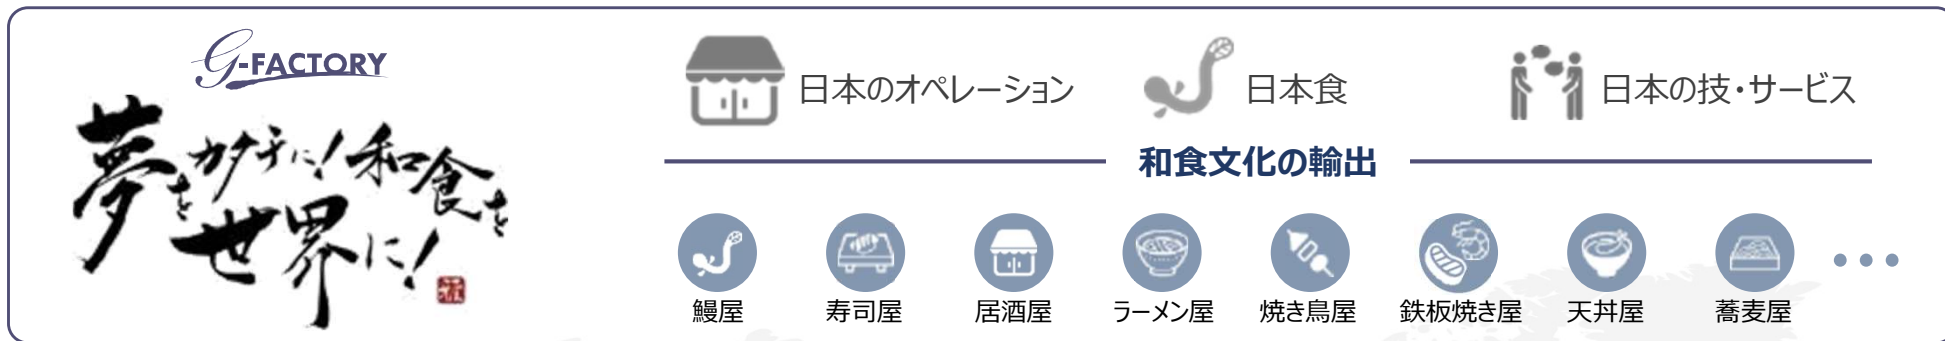 G-FACTORY
夢をカタチに！和食を
世界に！
日本のオペレーション
日本食
日本の技・サービス
和食文化の輸出
鰻屋
寿司屋
居酒屋
ラーメン屋
焼き鳥屋
鉄板焼き屋
天丼屋
蕎麦屋
●●●